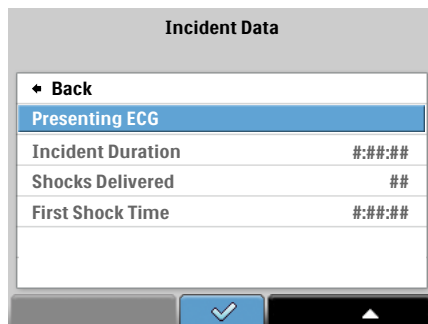 Incident Data
Back
Presenting ECG
Incident Duration #:##:##
Shocks Delivered ##
First Shock Time #:##:##